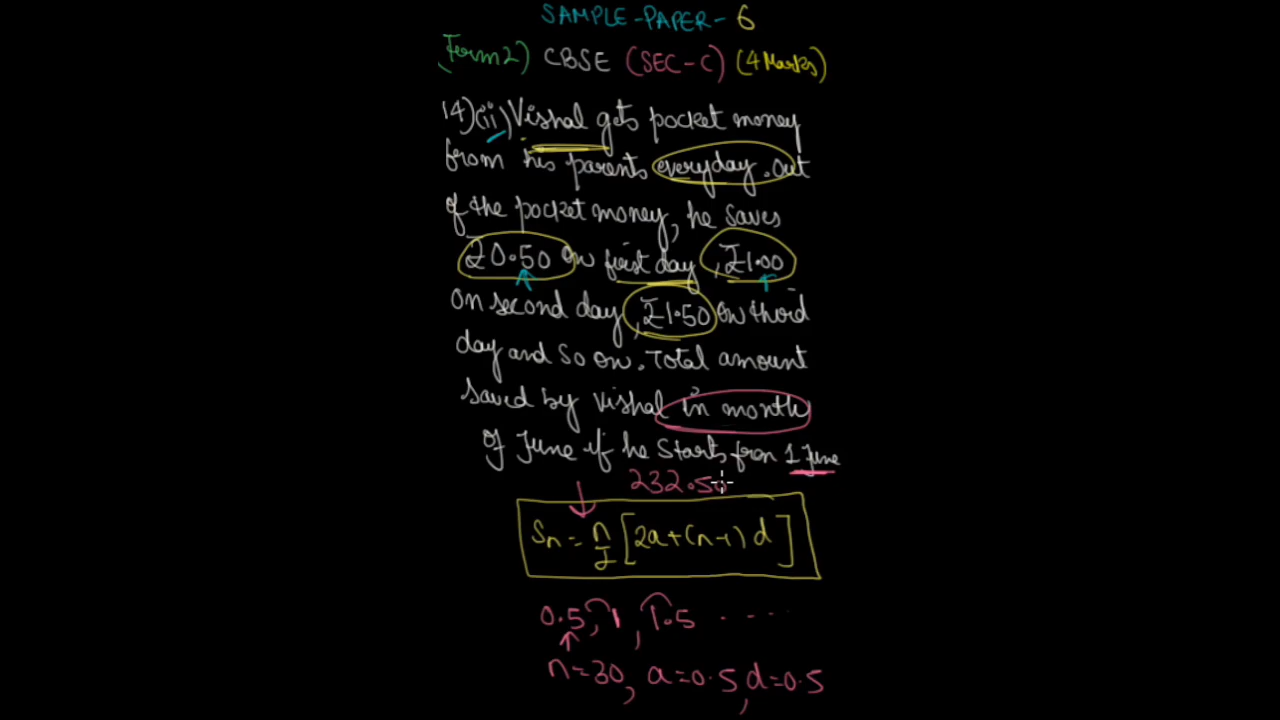 SAMPLE-PAPER-6
(Term2) CBSE (SEC-C) (4 Marks)
14)(ii) Vishal gets pocket money
from his parents everyday. Out
of the pocket money, he saves
₹0.50 on first day, ₹1.00
on second day, ₹1.50 on third
day and so on. Total amount
saved by Vishal in month
of June if he starts from 1 June
232.50
Sn = n/2 [2a+(n-1)d]
0.5, 1, 1.5 ....
n=30, a=0.5, d=0.5